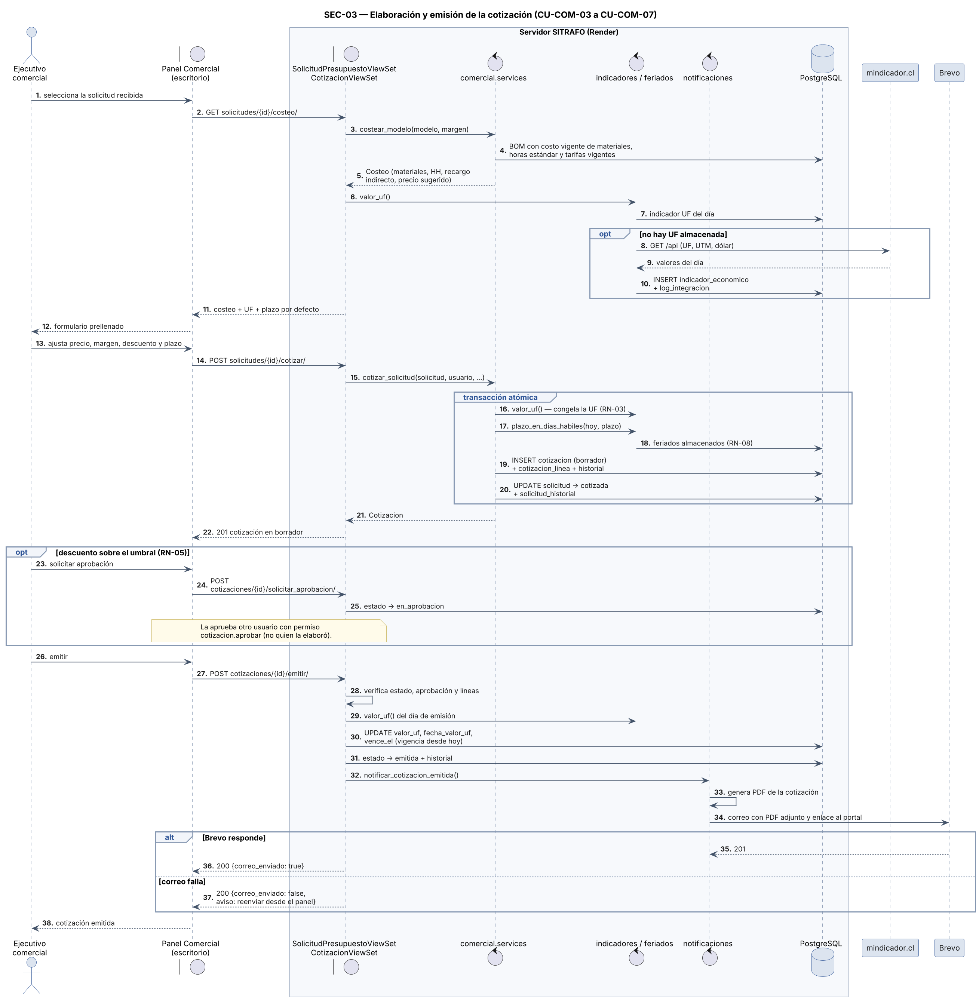 SEC-03 — Elaboración y emisión de la cotización (CU-COM-03 a CU-COM-07)
Servidor SITRAFO (Render)
Ejecutivo
comercial
Panel Comercial
(escritorio)
SolicitudPresupuestoViewSet
CotizacionViewSet
comercial.services
indicadores / feriados
notificaciones
PostgreSQL
mindicador.cl
Brevo
1. selecciona la solicitud recibida
2. GET solicitudes/{id}/costeo/
3. costear_modelo(modelo, margen)
4. BOM con costo vigente de materiales,
horas estándar y tarifas vigentes
5. Costeo (materiales, HH, recargo
indirecto, precio sugerido)
6. valor_uf()
7. indicador UF del día
opt [no hay UF almacenada]
8. GET /api (UF, UTM, dólar)
9. valores del día
10. INSERT indicador_economico
+ log_integracion
11. costeo + UF + plazo por defecto
12. formulario prellenado
13. ajusta precio, margen, descuento y plazo
14. POST solicitudes/{id}/cotizar/
15. cotizar_solicitud(solicitud, usuario, ...)
transacción atómica
16. valor_uf() — congela la UF (RN-03)
17. plazo_en_dias_habiles(hoy, plazo)
18. feriados almacenados (RN-08)
19. INSERT cotizacion (borrador)
+ cotizacion_linea + historial
20. UPDATE solicitud → cotizada
+ solicitud_historial
21. Cotizacion
22. 201 cotización en borrador
opt [descuento sobre el umbral (RN-05)]
23. solicitar aprobación
24. POST
cotizaciones/{id}/solicitar_aprobacion/
25. estado → en_aprobacion
La aprueba otro usuario con permiso
cotizacion.aprobar (no quien la elaboró).
26. emitir
27. POST cotizaciones/{id}/emitir/
28. verifica estado, aprobación y líneas
29. valor_uf() del día de emisión
30. UPDATE valor_uf, fecha_valor_uf,
vence_el (vigencia desde hoy)
31. estado → emitida + historial
32. notificar_cotizacion_emitida()
33. genera PDF de la cotización
34. correo con PDF adjunto y enlace al portal
alt [Brevo responde]
35. 201
36. 200 {correo_enviado: true}
[correo falla]
37. 200 {correo_enviado: false,
aviso: reenviar desde el panel}
38. cotización emitida
Ejecutivo
comercial
Panel Comercial
(escritorio)
SolicitudPresupuestoViewSet
CotizacionViewSet
comercial.services
indicadores / feriados
notificaciones
PostgreSQL
mindicador.cl
Brevo